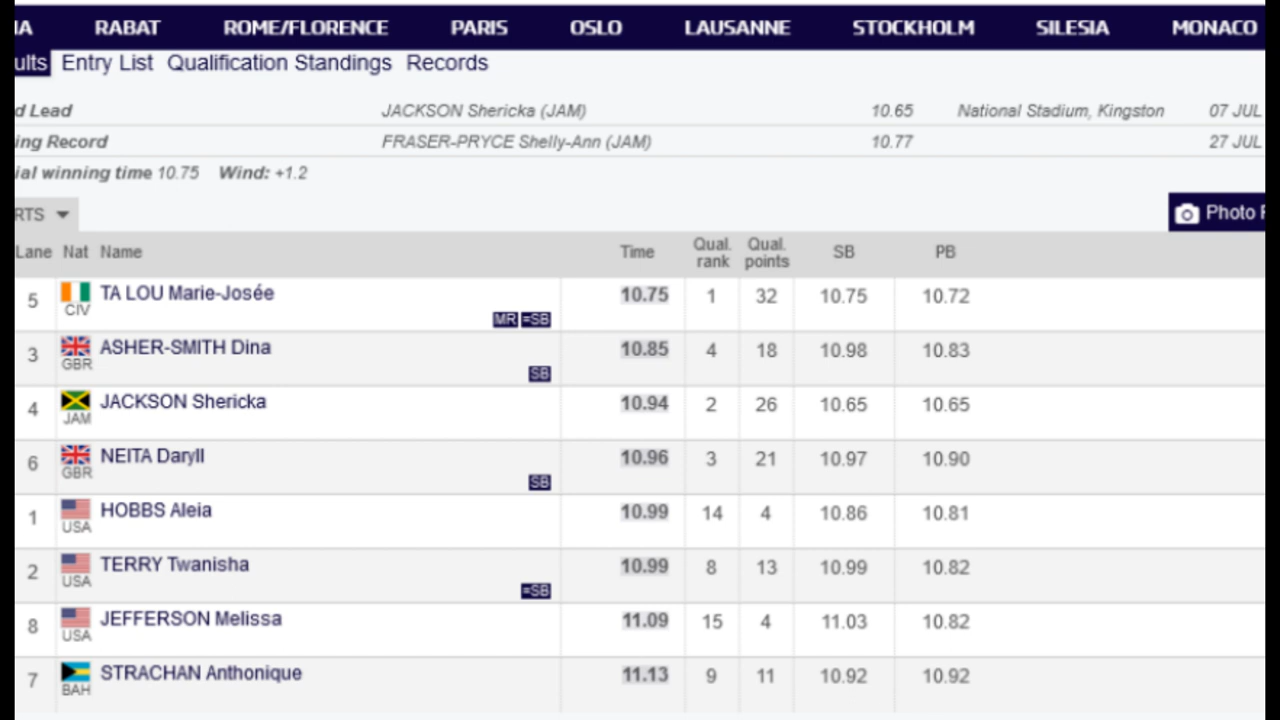 IA RABAT ROME/FLORENCE PARIS OSLO LAUSANNE STOCKHOLM SILESIA MONACO
ults Entry List Qualification Standings Records
d Lead JACKSON Shericka (JAM) 10.65 National Stadium, Kingston 07 JUL
ing Record FRASER-PRYCE Shelly-Ann (JAM) 10.77 27 JUL
ial winning time 10.75 Wind: +1.2
RTS
Photo F
Lane Nat Name Time Qual. rank Qual. points SB PB
5 CIV TA LOU Marie-Josée MR =SB 10.75 1 32 10.75 10.72
3 GBR ASHER-SMITH Dina SB 10.85 4 18 10.98 10.83
4 JAM JACKSON Shericka 10.94 2 26 10.65 10.65
6 GBR NEITA Daryll SB 10.96 3 21 10.97 10.90
1 USA HOBBS Aleia 10.99 14 4 10.86 10.81
2 USA TERRY Twanisha =SB 10.99 8 13 10.99 10.82
8 USA JEFFERSON Melissa 11.09 15 4 11.03 10.82
7 BAH STRACHAN Anthonique 11.13 9 11 10.92 10.92